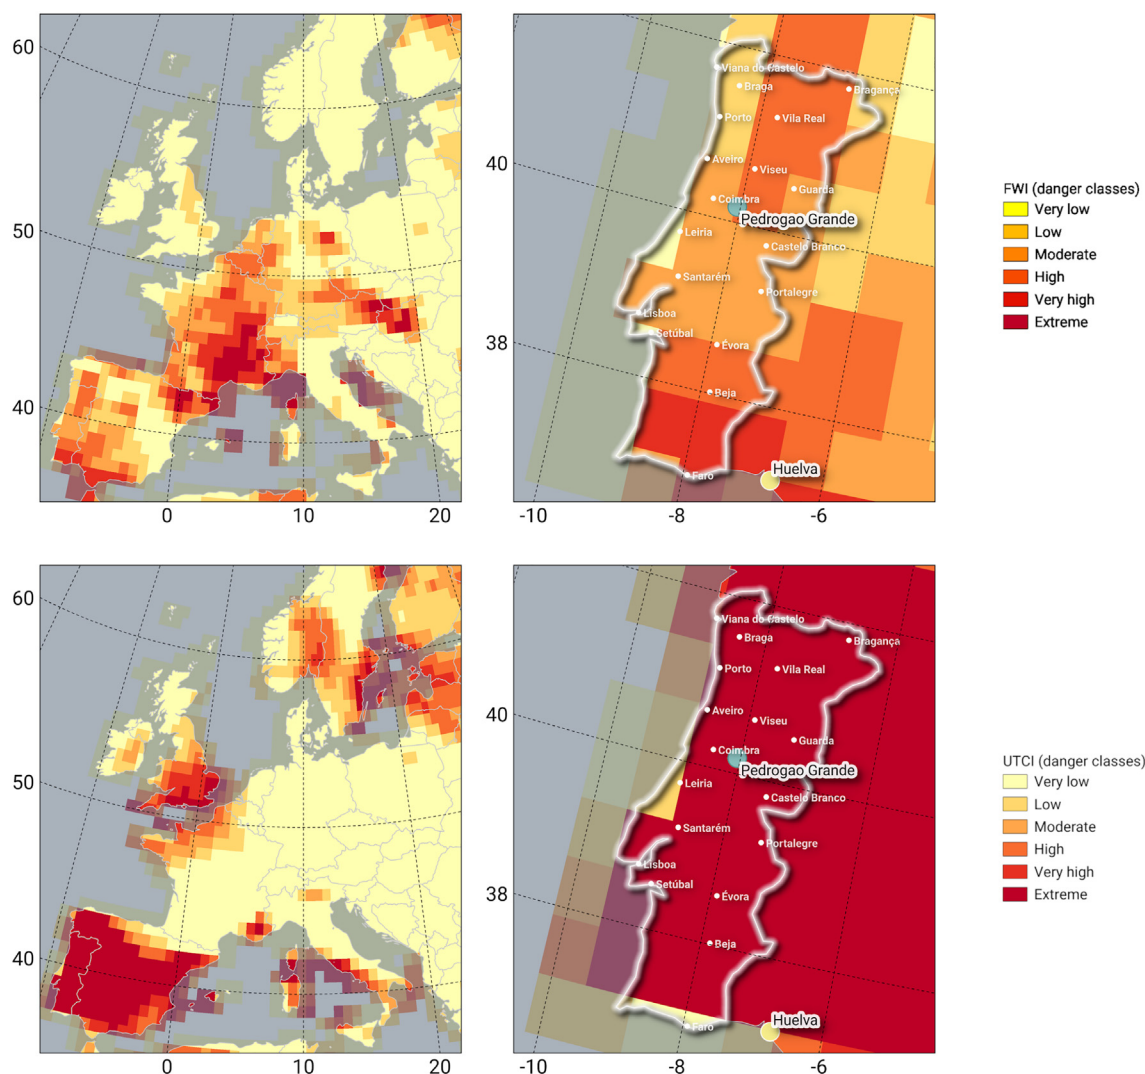 60
50
40
0
10
20
40
38
-10
-8
-6
Viana do Castelo
Braga
Bragança
Porto
Vila Real
Aveiro
Viseu
Guarda
Coimbra
Pedrogao Grande
Leiria
Castelo Branco
Santarém
Portalegre
Lisboa
Setúbal
Évora
Beja
Faro
Huelva
FWI (danger classes)
Very low
Low
Moderate
High
Very high
Extreme
60
50
40
0
10
20
40
38
-10
-8
-6
Viana do Castelo
Braga
Bragança
Porto
Vila Real
Aveiro
Viseu
Guarda
Coimbra
Pedrogao Grande
Leiria
Castelo Branco
Santarém
Portalegre
Lisboa
Setúbal
Évora
Beja
Faro
Huelva
UTCI (danger classes)
Very low
Low
Moderate
High
Very high
Extreme